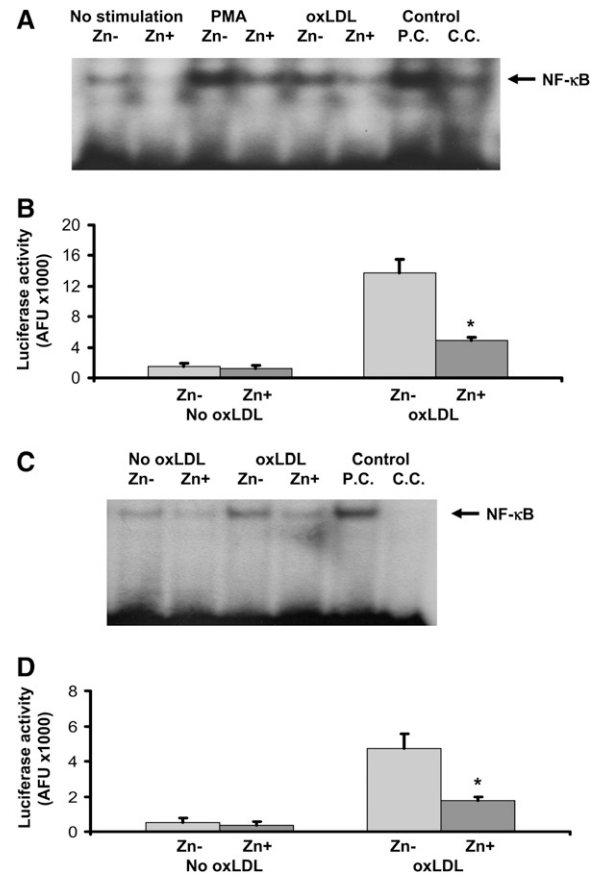 A
No stimulation PMA oxLDL Control
Zn- Zn+ Zn- Zn+ Zn- Zn+ P.C. C.C.
NF-κB
B
Luciferase activity
(AFU x1000)
20
16
12
8
4
0
*
Zn- Zn+ Zn- Zn+
No oxLDL oxLDL
C
No oxLDL oxLDL Control
Zn- Zn+ Zn- Zn+ P.C. C.C.
NF-κB
D
Luciferase activity
(AFU x1000)
8
6
4
2
0
*
Zn- Zn+ Zn- Zn+
No oxLDL oxLDL